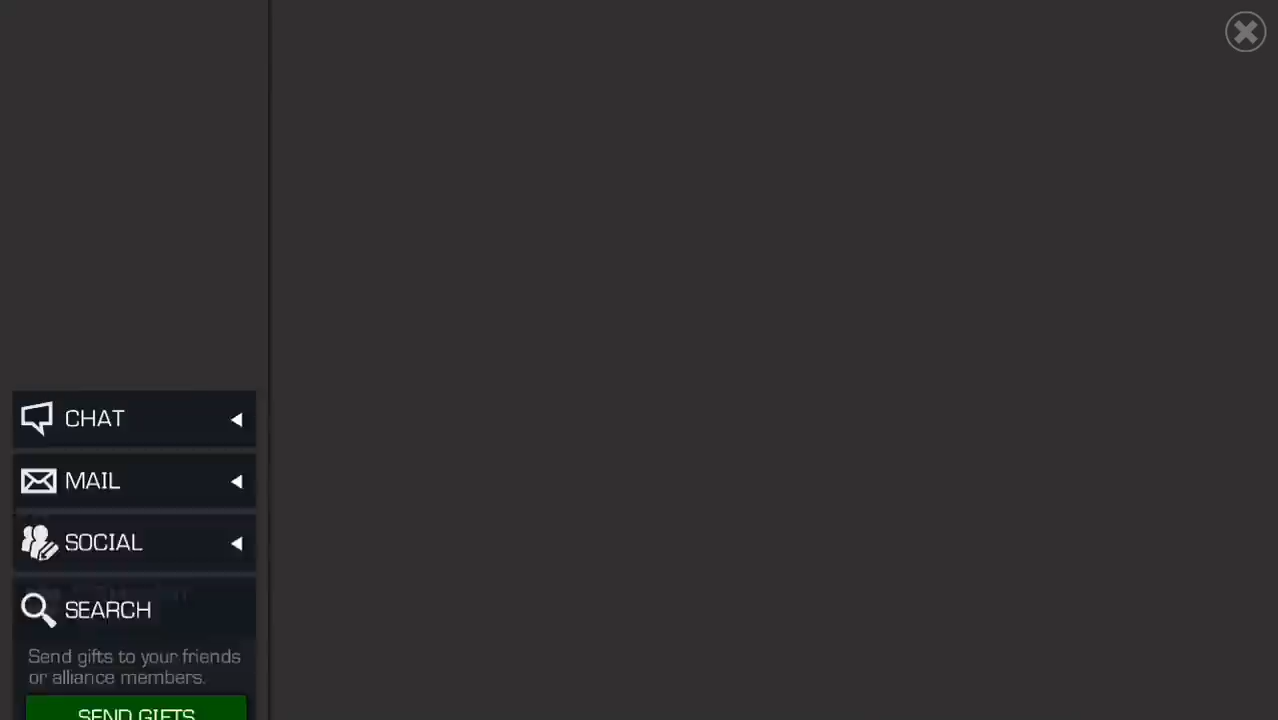 CHAT
MAIL
SOCIAL
SEARCH
Send gifts to your friends
or alliance members.
SEND GIFTS